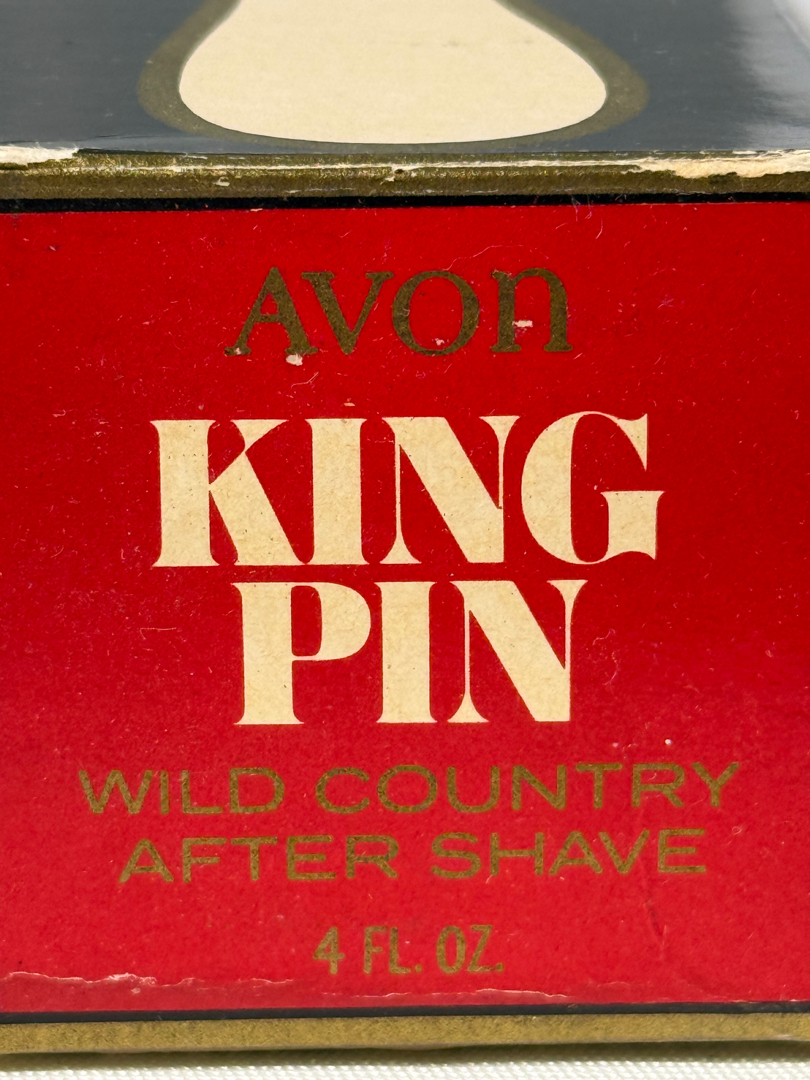 AVON
KING
PIN
WILD COUNTRY
AFTER SHAVE
4 FL. OZ.